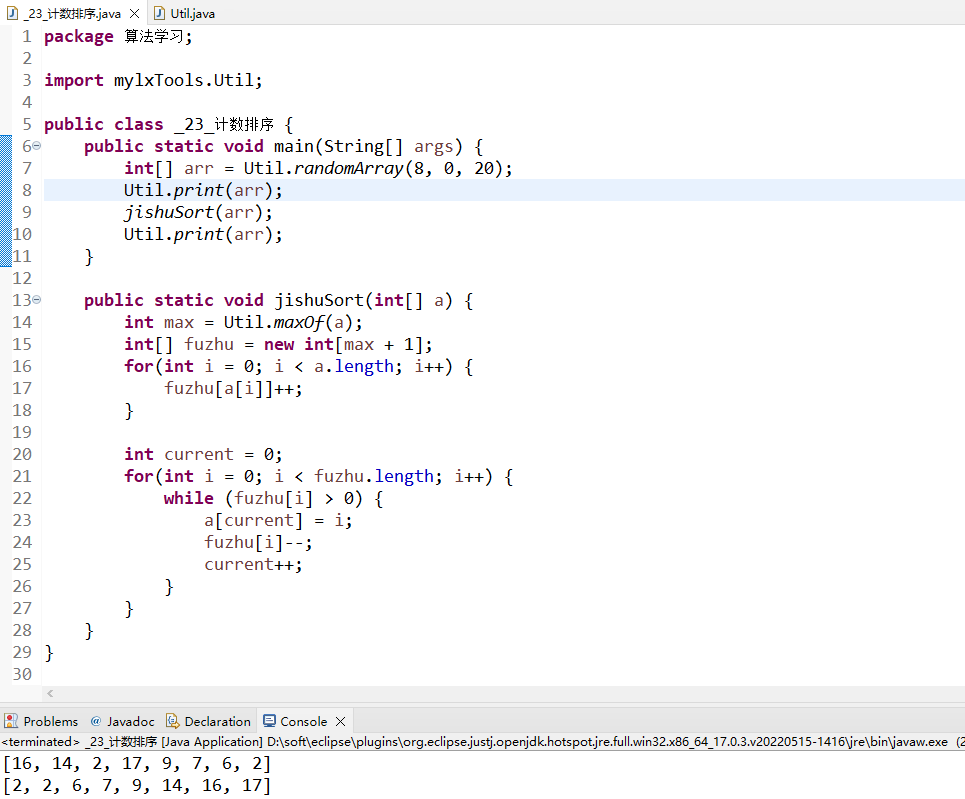 _23_计数排序.java Util.java
1 package 算法学习;
2
3 import mylxTools.Util;
4
5 public class _23_计数排序 {
6 public static void main(String[] args) {
7 int[] arr = Util.randomArray(8, 0, 20);
8 Util.print(arr);
9 jishuSort(arr);
10 Util.print(arr);
11 }
12
13 public static void jishuSort(int[] a) {
14 int max = Util.maxOf(a);
15 int[] fuzhu = new int[max + 1];
16 for(int i = 0; i < a.length; i++) {
17 fuzhu[a[i]]++;
18 }
19
20 int current = 0;
21 for(int i = 0; i < fuzhu.length; i++) {
22 while (fuzhu[i] > 0) {
23 a[current] = i;
24 fuzhu[i]--;
25 current++;
26 }
27 }
28 }
29 }
30
Problems @ Javadoc Declaration Console
<terminated> _23_计数排序 [Java Application] D:\soft\eclipse\plugins\org.eclipse.justj.openjdk.hotspot.jre.full.win32.x86_64_17.0.3.v20220515-1416\jre\bin\javaw.exe (2
[16, 14, 2, 17, 9, 7, 6, 2]
[2, 2, 6, 7, 9, 14, 16, 17]